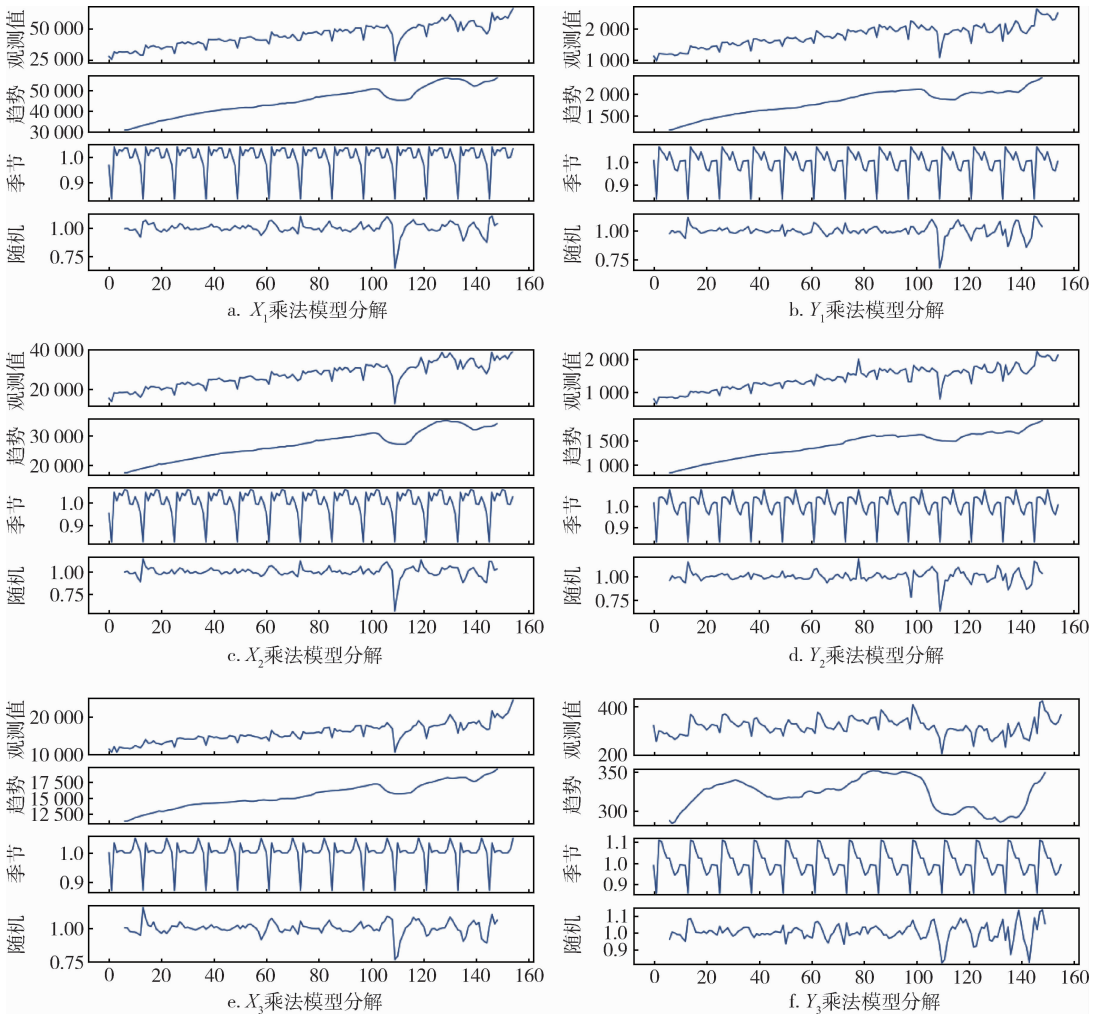 观测值 50 000 25 000
趋势 50 000 40 000 30 000
季节 1.0 0.9
随机 1.00 0.75
0 20 40 60 80 100 120 140 160
a. X1乘法模型分解
观测值 2 000 1 000
趋势 2 000 1 500
季节 1.0 0.9
随机 1.00 0.75
0 20 40 60 80 100 120 140 160
b. Y1乘法模型分解
观测值 40 000 20 000
趋势 30 000 20 000
季节 1.0 0.9
随机 1.00 0.75
0 20 40 60 80 100 120 140 160
c. X2乘法模型分解
观测值 2 000 1 000
趋势 1 500 1 000
季节 1.0 0.9
随机 1.00 0.75
0 20 40 60 80 100 120 140 160
d. Y2乘法模型分解
观测值 20 000 10 000
趋势 17 500 15 000 12 500
季节 1.0 0.9
随机 1.00 0.75
0 20 40 60 80 100 120 140 160
e. X3乘法模型分解
观测值 400 200
趋势 350 300
季节 1.1 1.0 0.9
随机 1.1 1.0 0.9
0 20 40 60 80 100 120 140 160
f. Y3乘法模型分解